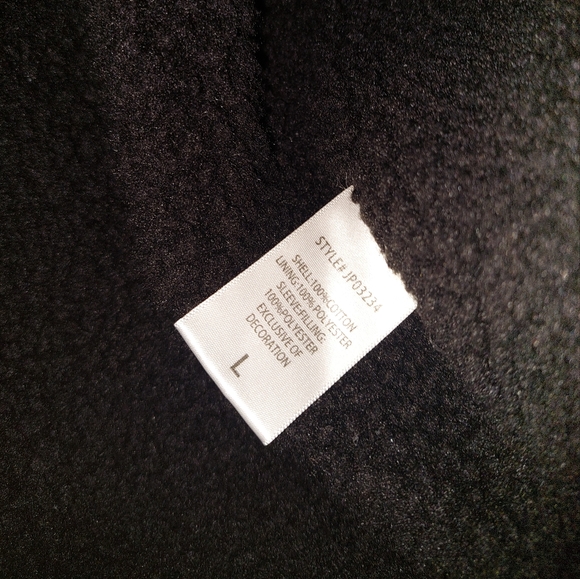 STYLE# JP03234
SHELL:100%COTTON
LINING:100%POLYESTER
SLEEVE:FILLING:
100%POLYESTER
EXCLUSIVE OF
DECORATION
L